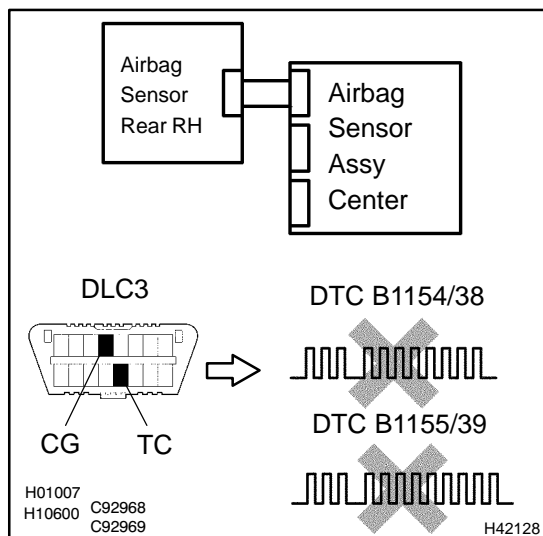 Airbag
Sensor
Rear RH
Airbag
Sensor
Assy
Center
DLC3
DTC B1154/38
CG
TC
DTC B1155/39
H01007
H10600
C92968
C92969
H42128